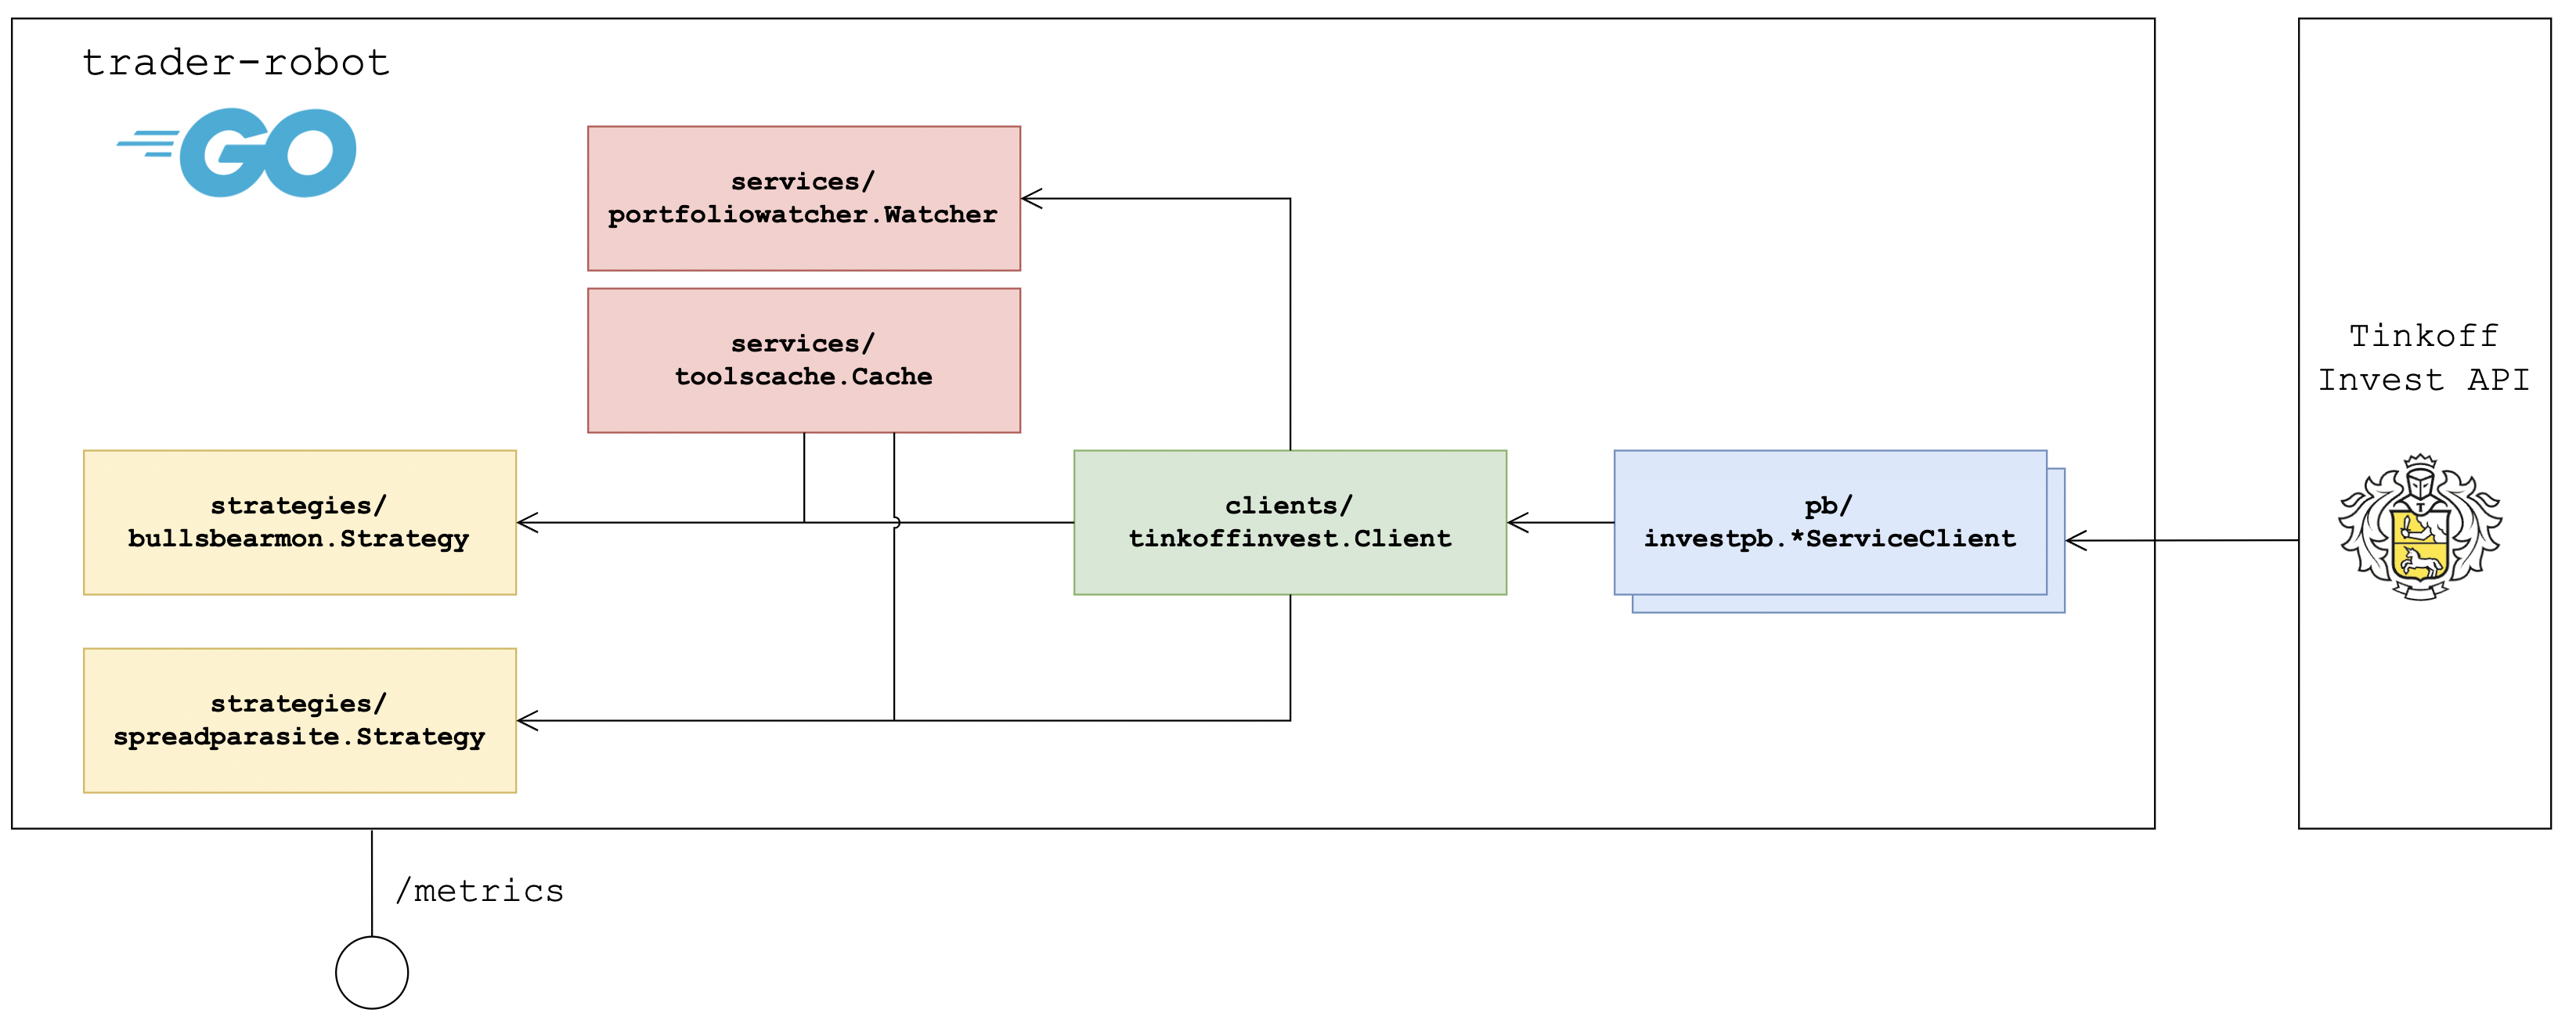 trader-robot
GO
services/
portfoliowatcher.Watcher
services/
toolscache.Cache
strategies/
bullsbearmon.Strategy
clients/
tinkoffinvest.Client
pb/
investpb.*ServiceClient
strategies/
spreadparasite.Strategy
Tinkoff
Invest API
T
/metrics